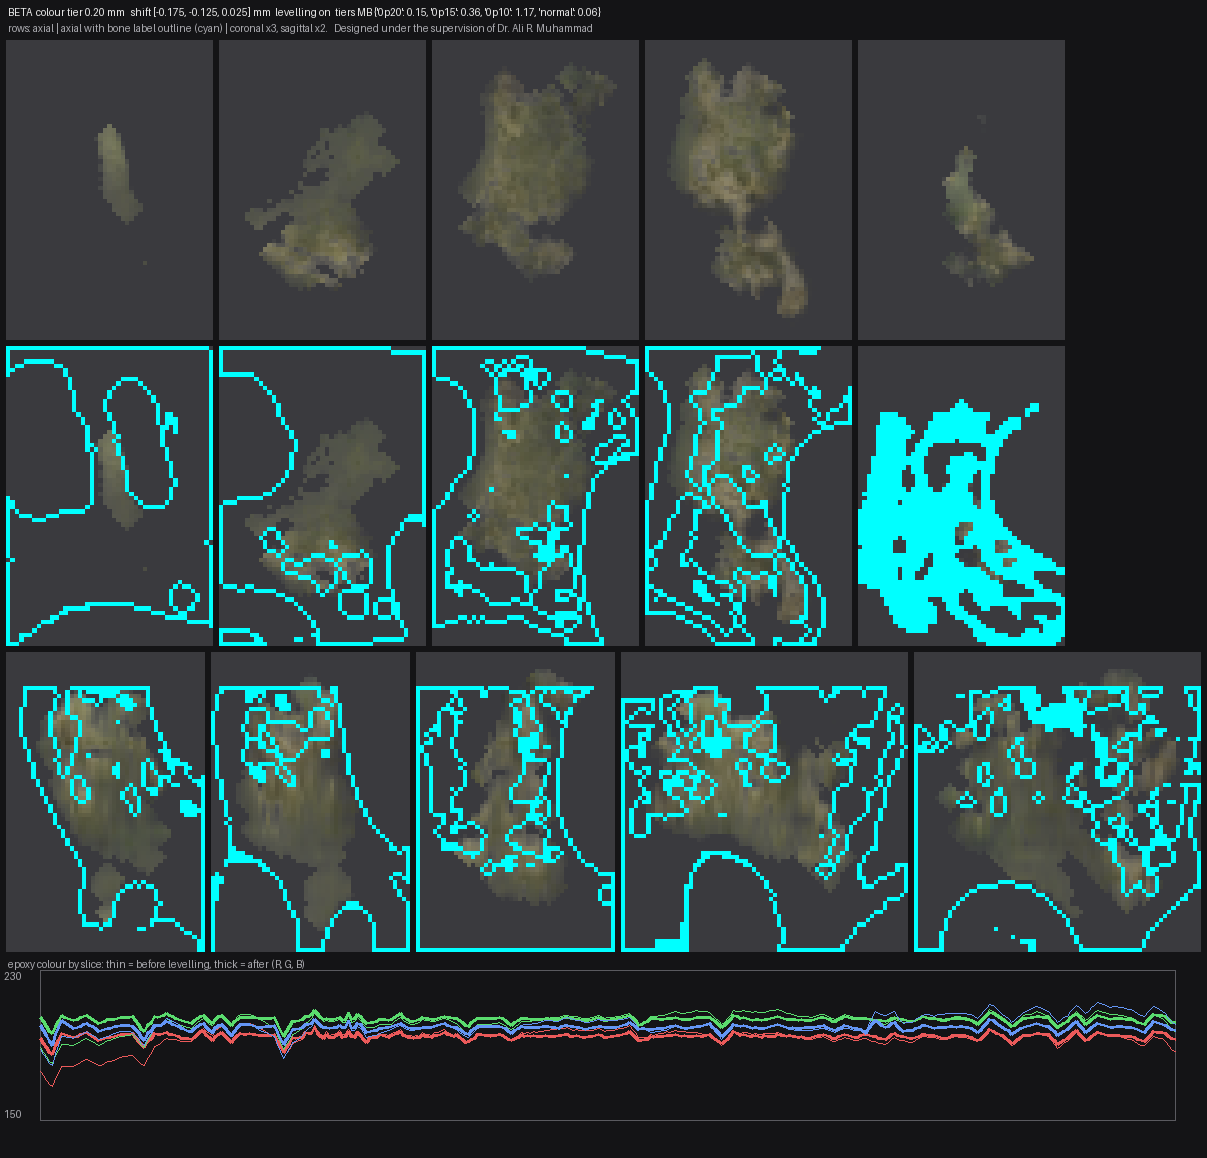 BETA colour tier 0.20 mm  shift [-0.175, -0.125, 0.025] mm  levelling on  tiers MB {'0p20': 0.15, '0p15': 0.36, '0p10': 1.17, 'normal': 0.06}
rows: axial | axial with bone label outline (cyan) | coronal x3, sagittal x2.  Designed under the supervision of Dr. Ali R. Muhammad
epoxy colour by slice: thin = before levelling, thick = after (R, G, B)
230
150